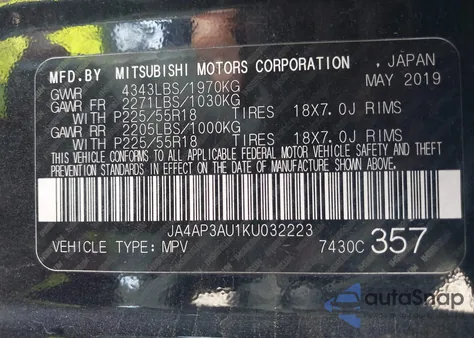 MFD.BY MITSUBISHI MOTORS CORPORATION , JAPAN
GVWR 4343LBS/1970KG MAY 2019
GAWR FR 2271LBS/1030KG
WITH P225/55R18 TIRES 18X7.0J RIMS
GAWR RR 2205LBS/1000KG
WITH P225/55R18 TIRES 18X7.0J RIMS
THIS VEHICLE CONFORMS TO ALL APPLICABLE FEDERAL MOTOR VEHICLE SAFETY AND THEFT
PREVENTION STANDARDS IN EFFECT ON THE DATE OF MANUFACTURE SHOWN ABOVE.
JA4AP3AU1KU032223
VEHICLE TYPE: MPV 7430C 357
autoSnap